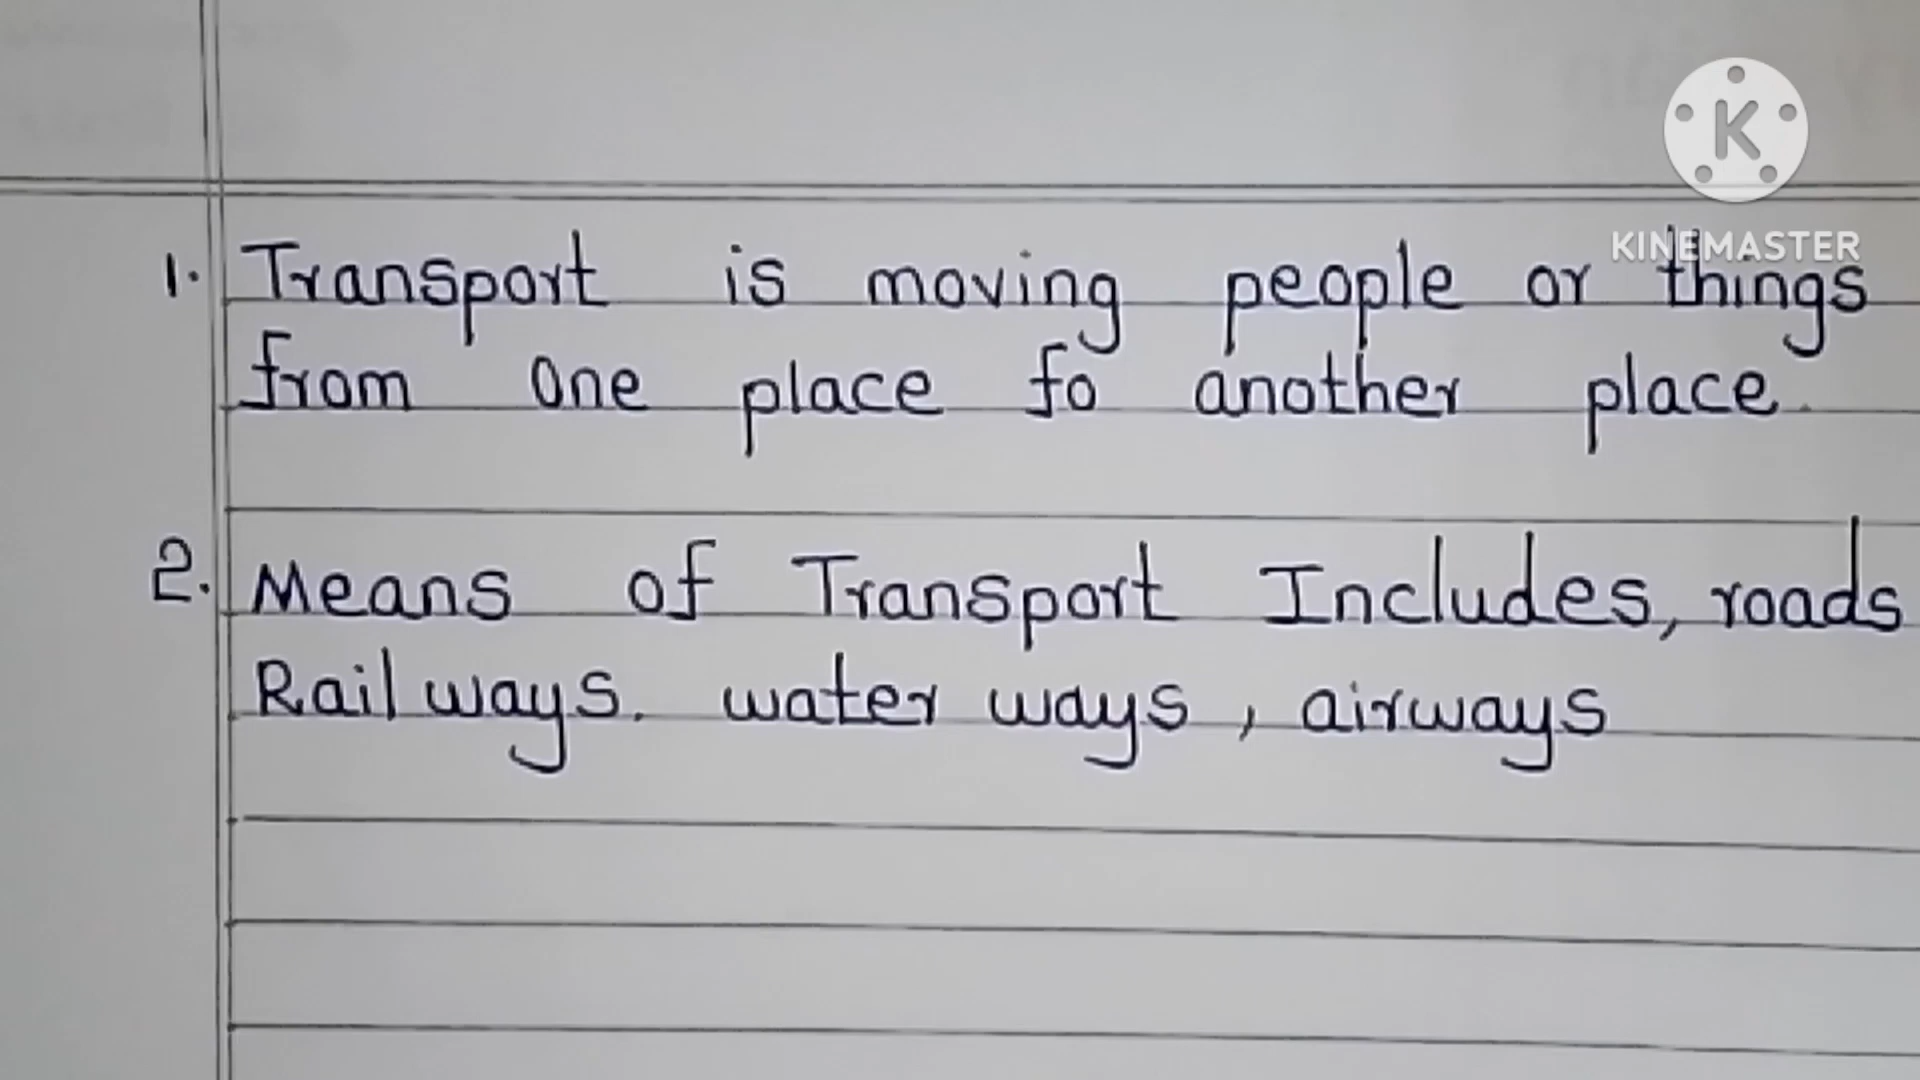 K
KINEMASTER
1. Transport is moving people or things
from One place fo another place.
2. Means of Transport Includes, roads
Rail ways. water ways, airways